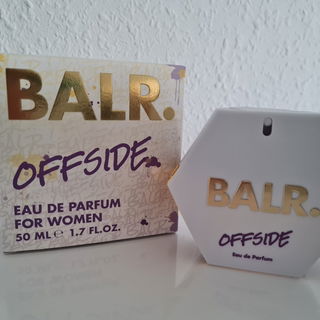 BALR.
OFFSIDE
EAU DE PARFUM
FOR WOMEN
50 ML ℮ 1.7 FL.OZ.
BALR.
OFFSIDE
Eau de Parfum